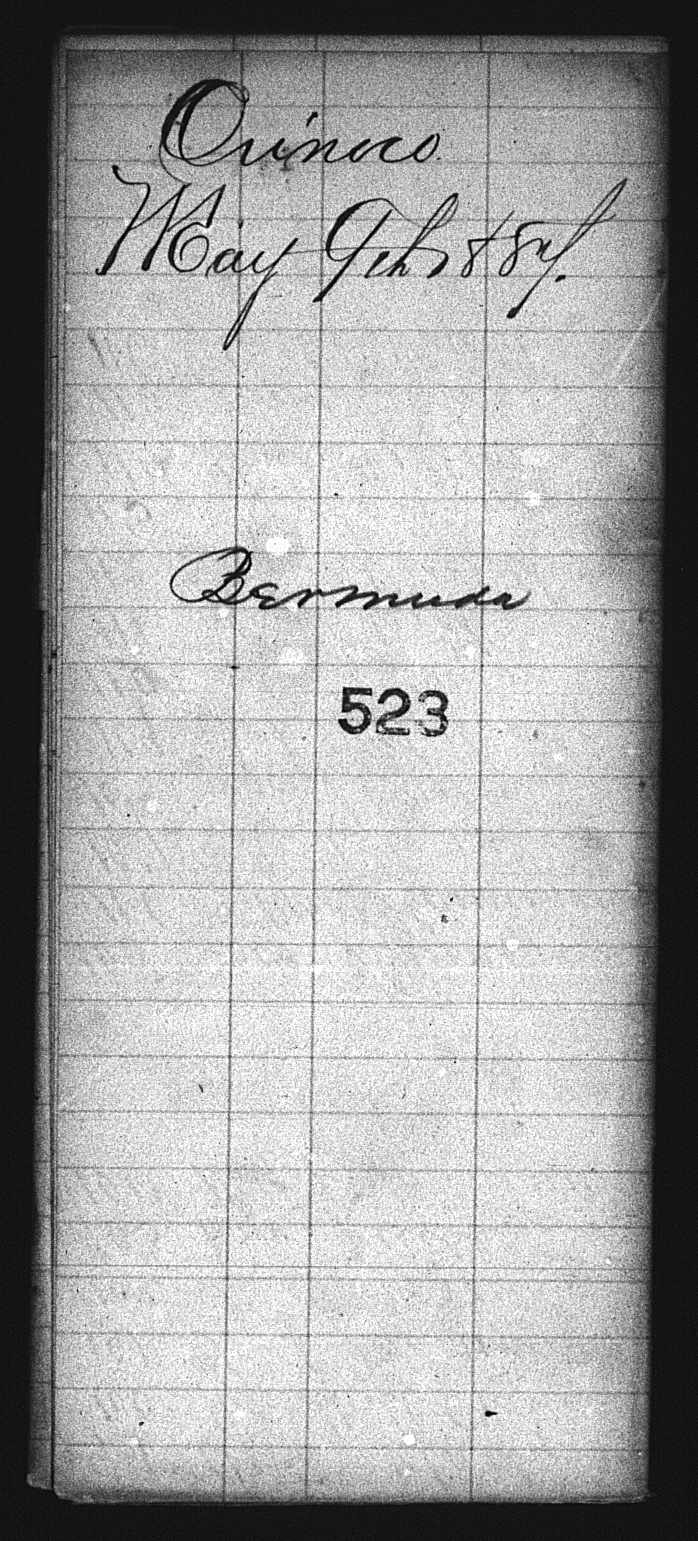 Orinoco
May 9th 1887.
Bermuda
523